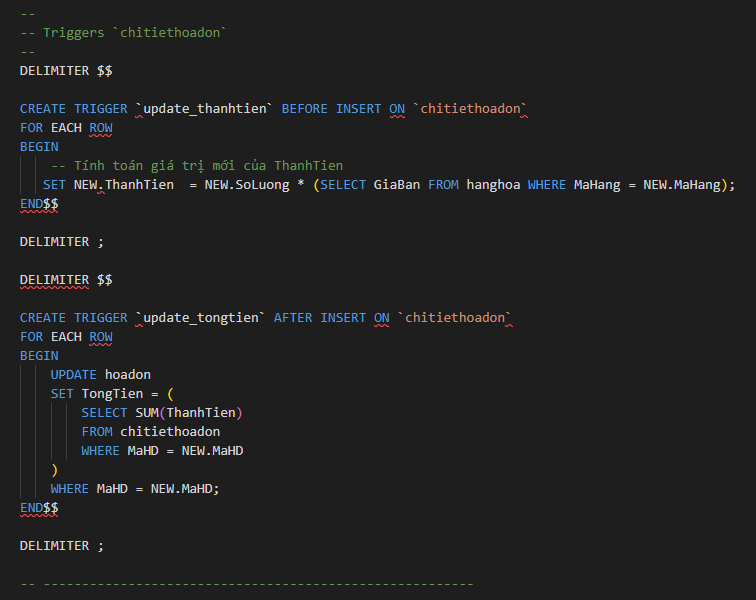 --
-- Triggers `chitiethoadon`
--
DELIMITER $$
CREATE TRIGGER `update_thanhtien` BEFORE INSERT ON `chitiethoadon`
FOR EACH ROW
BEGIN
    -- Tính toán giá trị mới của ThanhTien
   SET NEW.ThanhTien  = NEW.SoLuong * (SELECT GiaBan FROM hanghoa WHERE MaHang = NEW.MaHang);
END$$
DELIMITER ;
DELIMITER $$
CREATE TRIGGER `update_tongtien` AFTER INSERT ON `chitiethoadon`
FOR EACH ROW
BEGIN
    UPDATE hoadon
    SET TongTien = (
        SELECT SUM(ThanhTien)
        FROM chitiethoadon
        WHERE MaHD = NEW.MaHD
    )
    WHERE MaHD = NEW.MaHD;
END$$
DELIMITER ;
-- --------------------------------------------------------